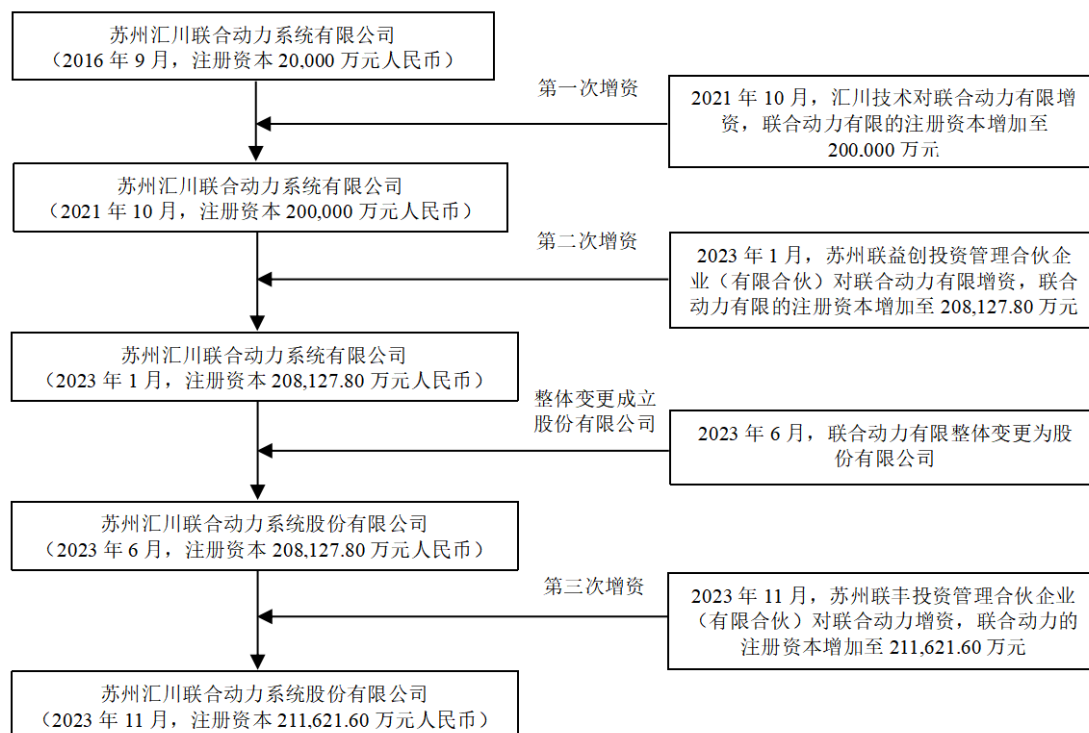 苏州汇川联合动力系统有限公司
（2016 年 9 月，注册资本 20,000 万元人民币）
第一次增资
2021 年 10 月，汇川技术对联合动力有限增
资，联合动力有限的注册资本增加至
200,000 万元
苏州汇川联合动力系统有限公司
（2021 年 10 月，注册资本 200,000 万元人民币）
第二次增资
2023 年 1 月，苏州联益创投资管理合伙企
业（有限合伙）对联合动力有限增资，联合
动力有限的注册资本增加至 208,127.80 万元
苏州汇川联合动力系统有限公司
（2023 年 1 月，注册资本 208,127.80 万元人民币）
整体变更成立
股份有限公司
2023 年 6 月，联合动力有限整体变更为股
份有限公司
苏州汇川联合动力系统股份有限公司
（2023 年 6 月，注册资本 208,127.80 万元人民币）
第三次增资
2023 年 11 月，苏州联丰投资管理合伙企业
（有限合伙）对联合动力增资，联合动力的
注册资本增加至 211,621.60 万元
苏州汇川联合动力系统股份有限公司
（2023 年 11 月，注册资本 211,621.60 万元人民币）